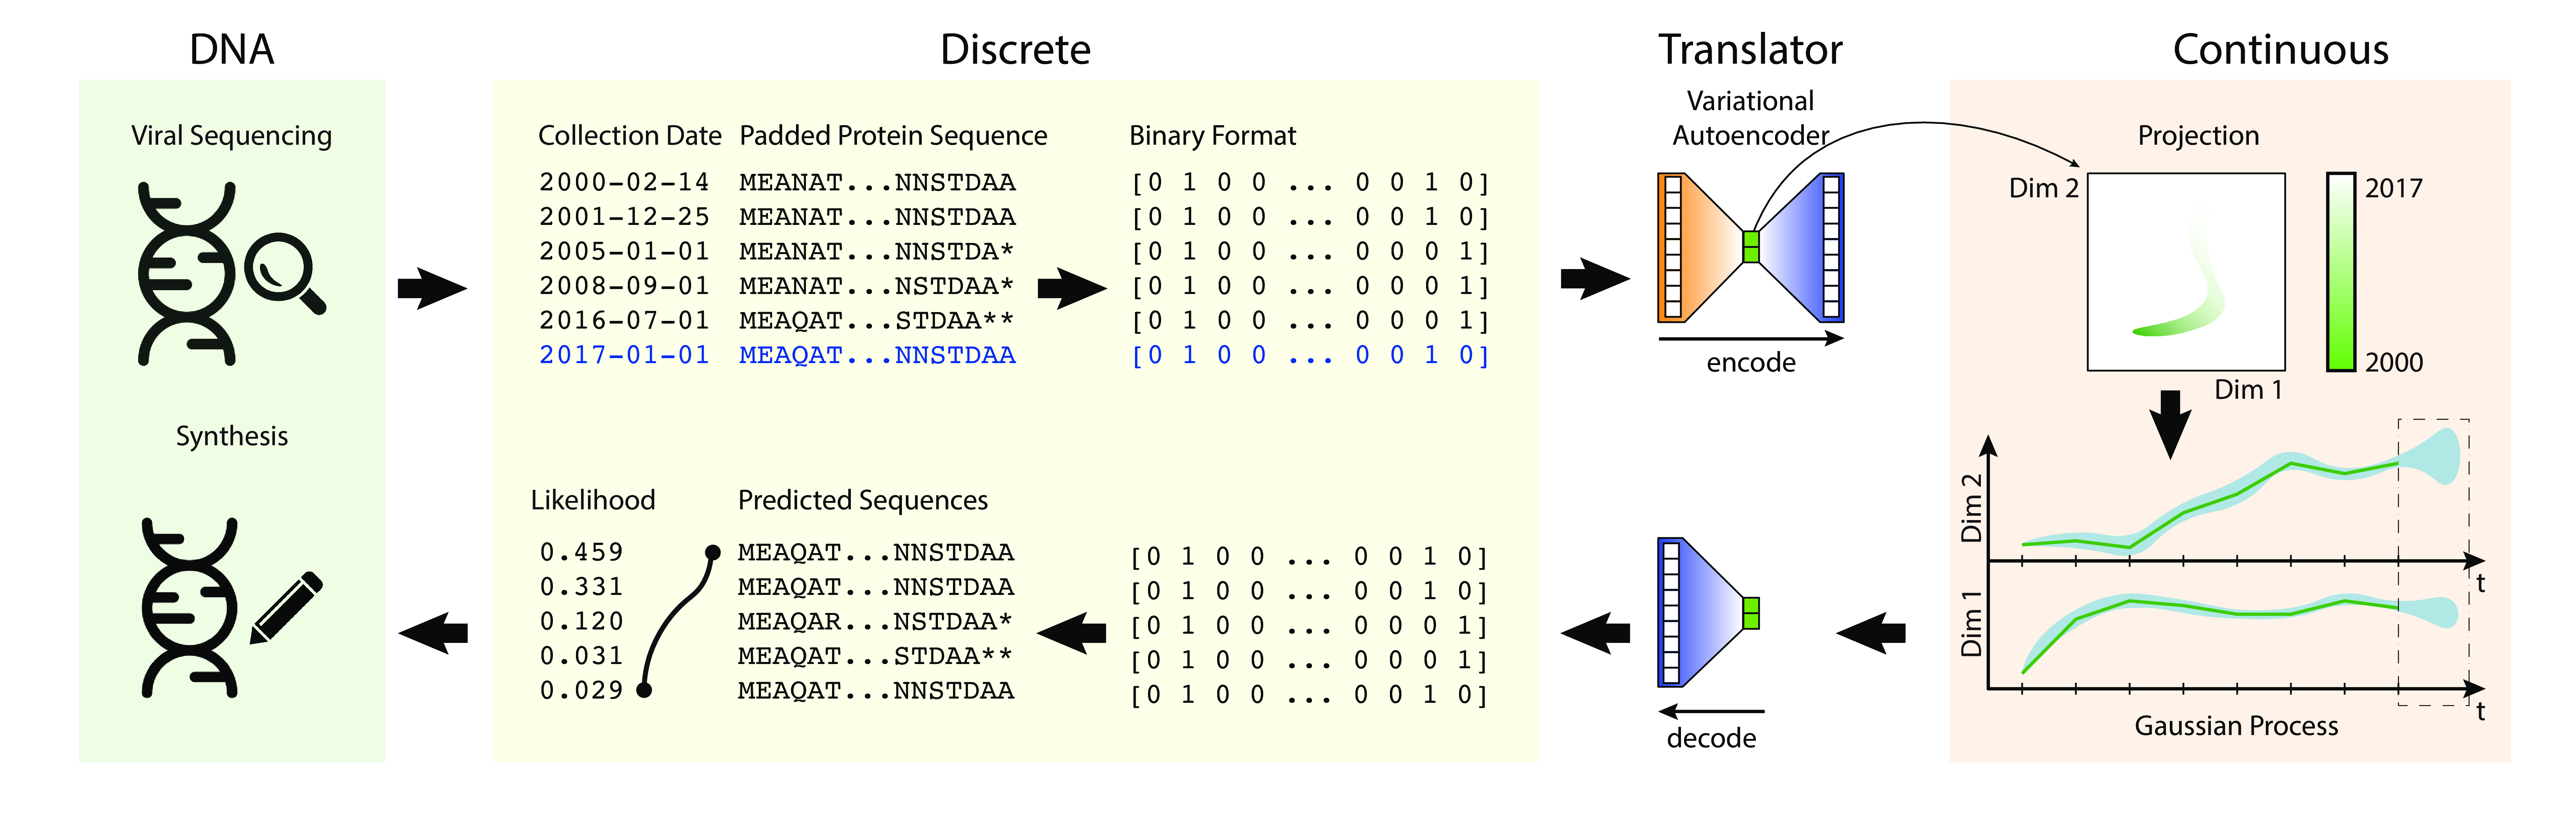 DNA
Discrete
Translator
Continuous
Viral Sequencing
Synthesis
Collection Date Padded Protein Sequence Binary Format
2000-02-14 MEANAT...NNSTDAA [0 1 0 0 ... 0 0 1 0]
2001-12-25 MEANAT...NNSTDAA [0 1 0 0 ... 0 0 1 0]
2005-01-01 MEANAT...NNSTDA* [0 1 0 0 ... 0 0 0 1]
2008-09-01 MEANAT...NSTDAA* [0 1 0 0 ... 0 0 0 1]
2016-07-01 MEAQAT...STDAA** [0 1 0 0 ... 0 0 0 1]
2017-01-01 MEAQAT...NNSTDAA [0 1 0 0 ... 0 0 1 0]
Likelihood Predicted Sequences
0.459 MEAQAT...NNSTDAA [0 1 0 0 ... 0 0 1 0]
0.331 MEAQAT...NNSTDAA [0 1 0 0 ... 0 0 1 0]
0.120 MEAQAR...NSTDAA* [0 1 0 0 ... 0 0 0 1]
0.031 MEAQAT...STDAA** [0 1 0 0 ... 0 0 0 1]
0.029 MEAQAT...NNSTDAA [0 1 0 0 ... 0 0 1 0]
Variational
Autoencoder
encode
decode
Projection
Dim 2
Dim 1
2017
2000
Dim 2
t
Dim 1
t
Gaussian Process